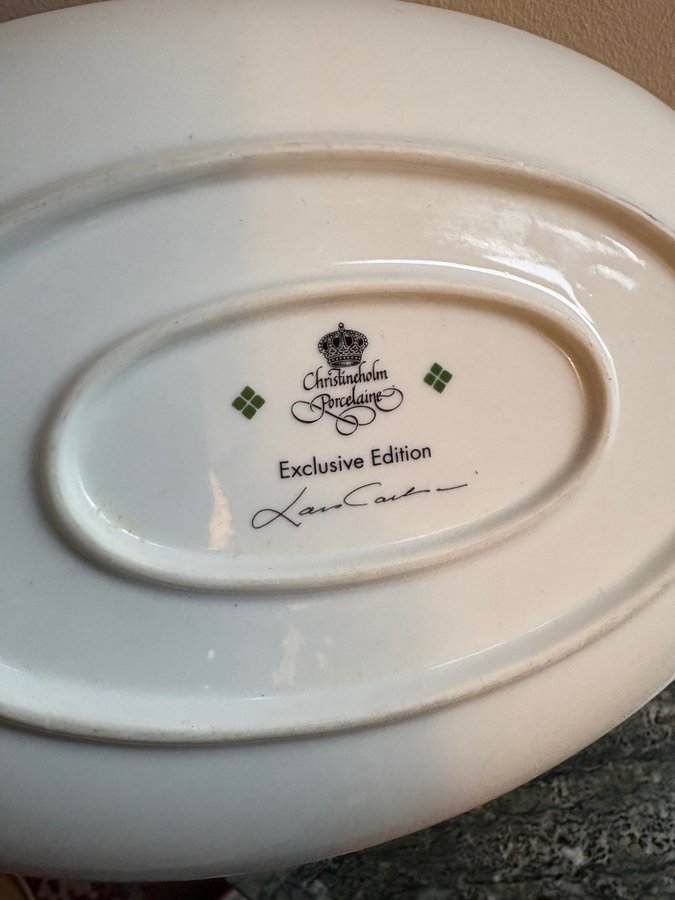 Christineholm
Porcelaine
Exclusive Edition